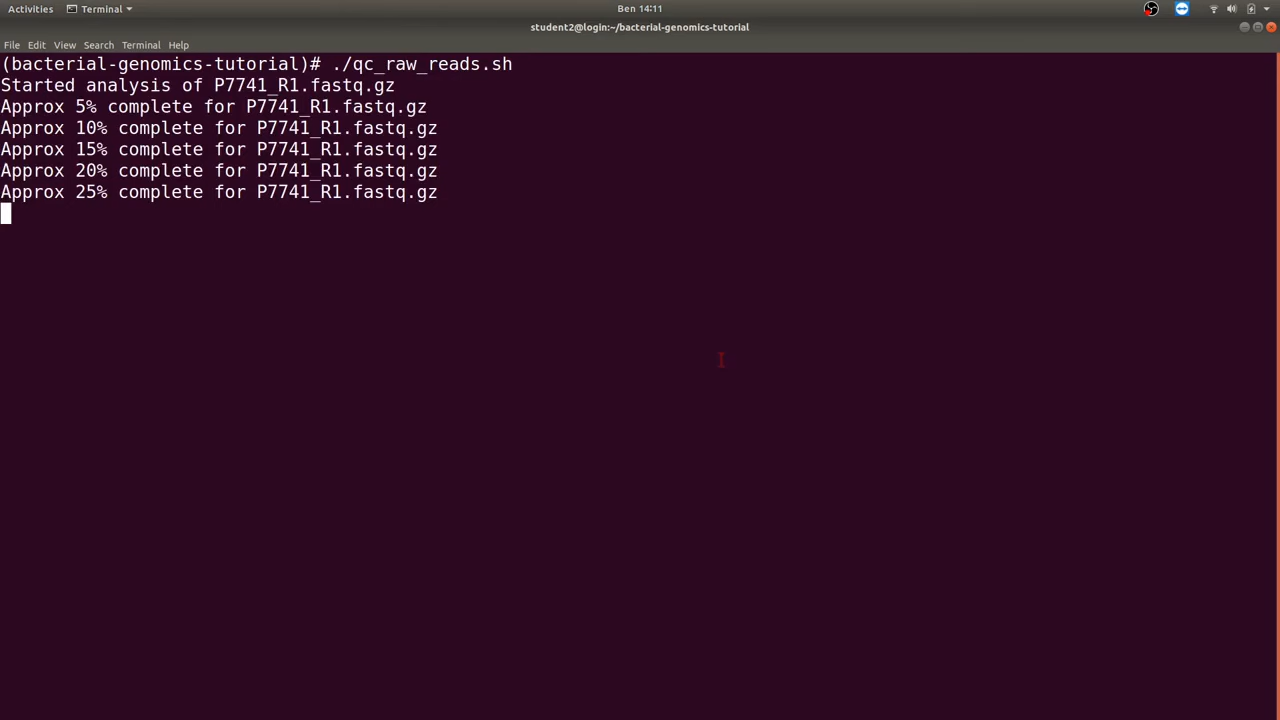 Activities Terminal Ben 14:11
student2@login:~/bacterial-genomics-tutorial
File Edit View Search Terminal Help
(bacterial-genomics-tutorial)# ./qc_raw_reads.sh
Started analysis of P7741_R1.fastq.gz
Approx 5% complete for P7741_R1.fastq.gz
Approx 10% complete for P7741_R1.fastq.gz
Approx 15% complete for P7741_R1.fastq.gz
Approx 20% complete for P7741_R1.fastq.gz
Approx 25% complete for P7741_R1.fastq.gz